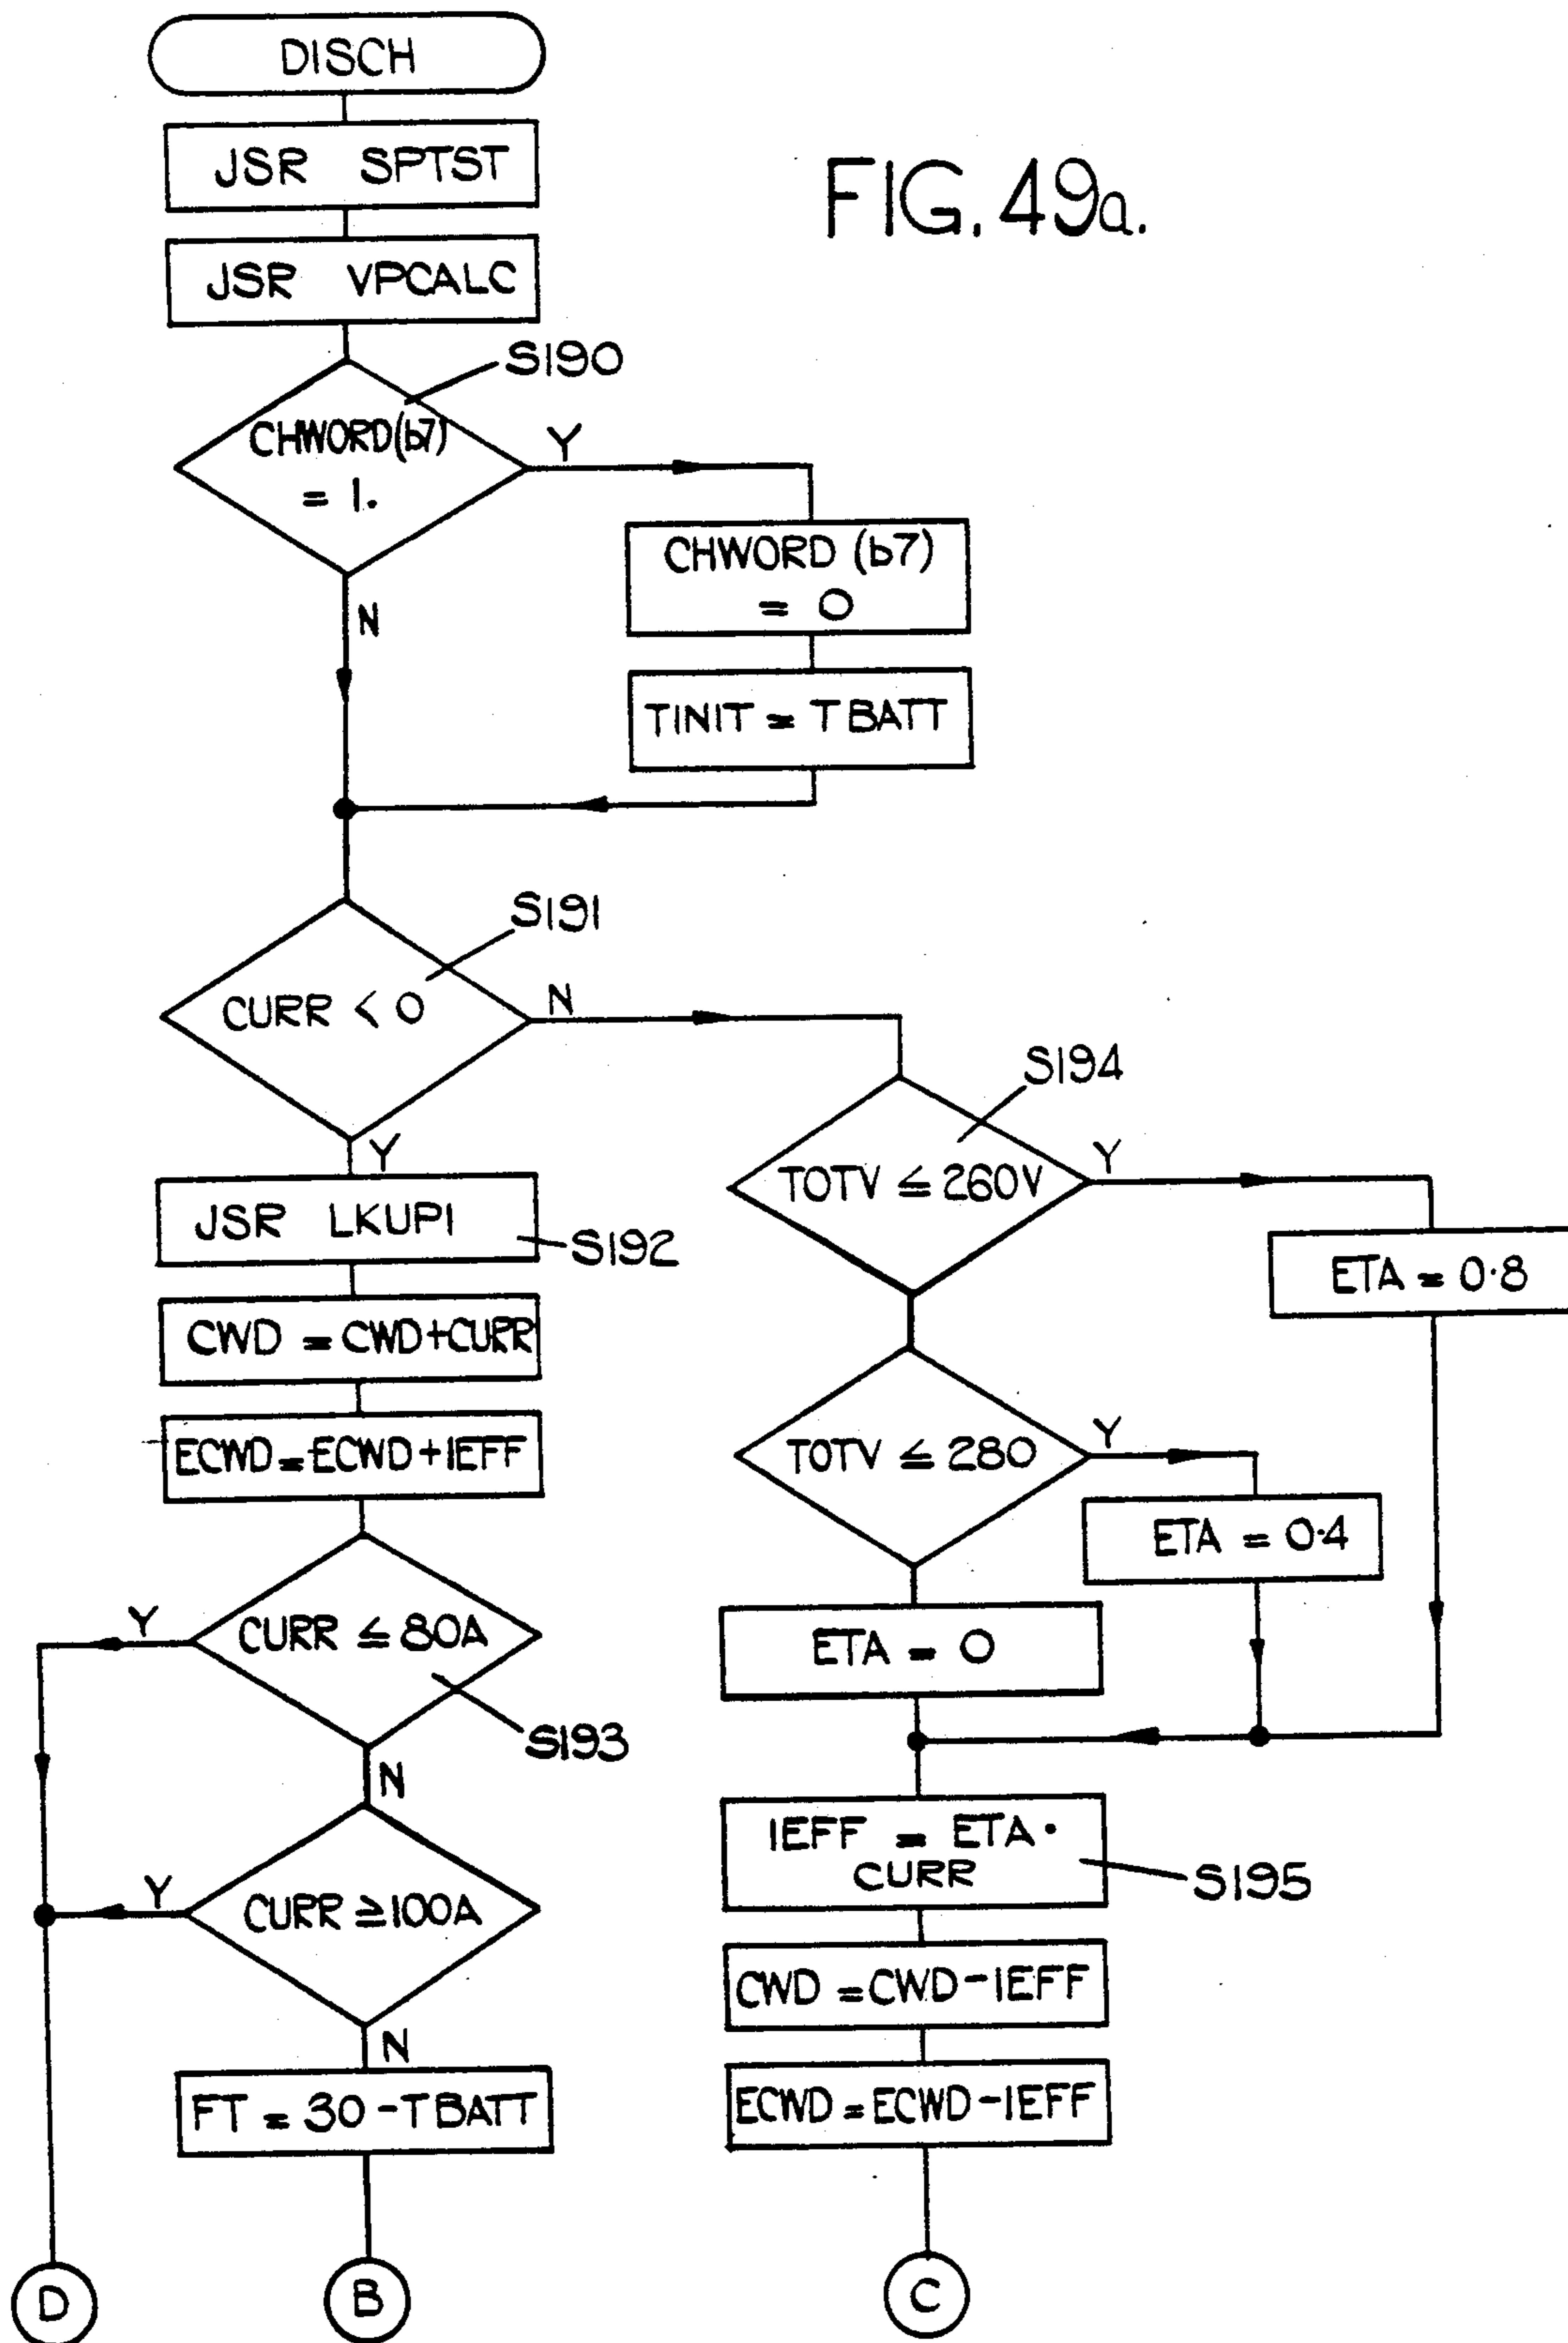 DISCH
JSR SPTST
FIG. 49a.
JSR VPCALC
S190
CHWORD(b7)
= 1.
Y
N
CHWORD (b7)
= 0
TINIT = TBATT
S191
CURR < 0
N
Y
S194
TOTV ≦ 260V
Y
ETA = 0.8
JSR LKUP1
S192
CWD = CWD+CURR
ECWD=ECWD+IEFF
TOTV ≦ 280
Y
ETA = 0.4
ETA = 0
CURR ≦ 80A
Y
S193
N
CURR ≧100A
Y
N
FT = 30-TBATT
IEFF = ETA·
CURR
S195
CWD =CWD-IEFF
ECWD=ECWD-IEFF
D
B
C